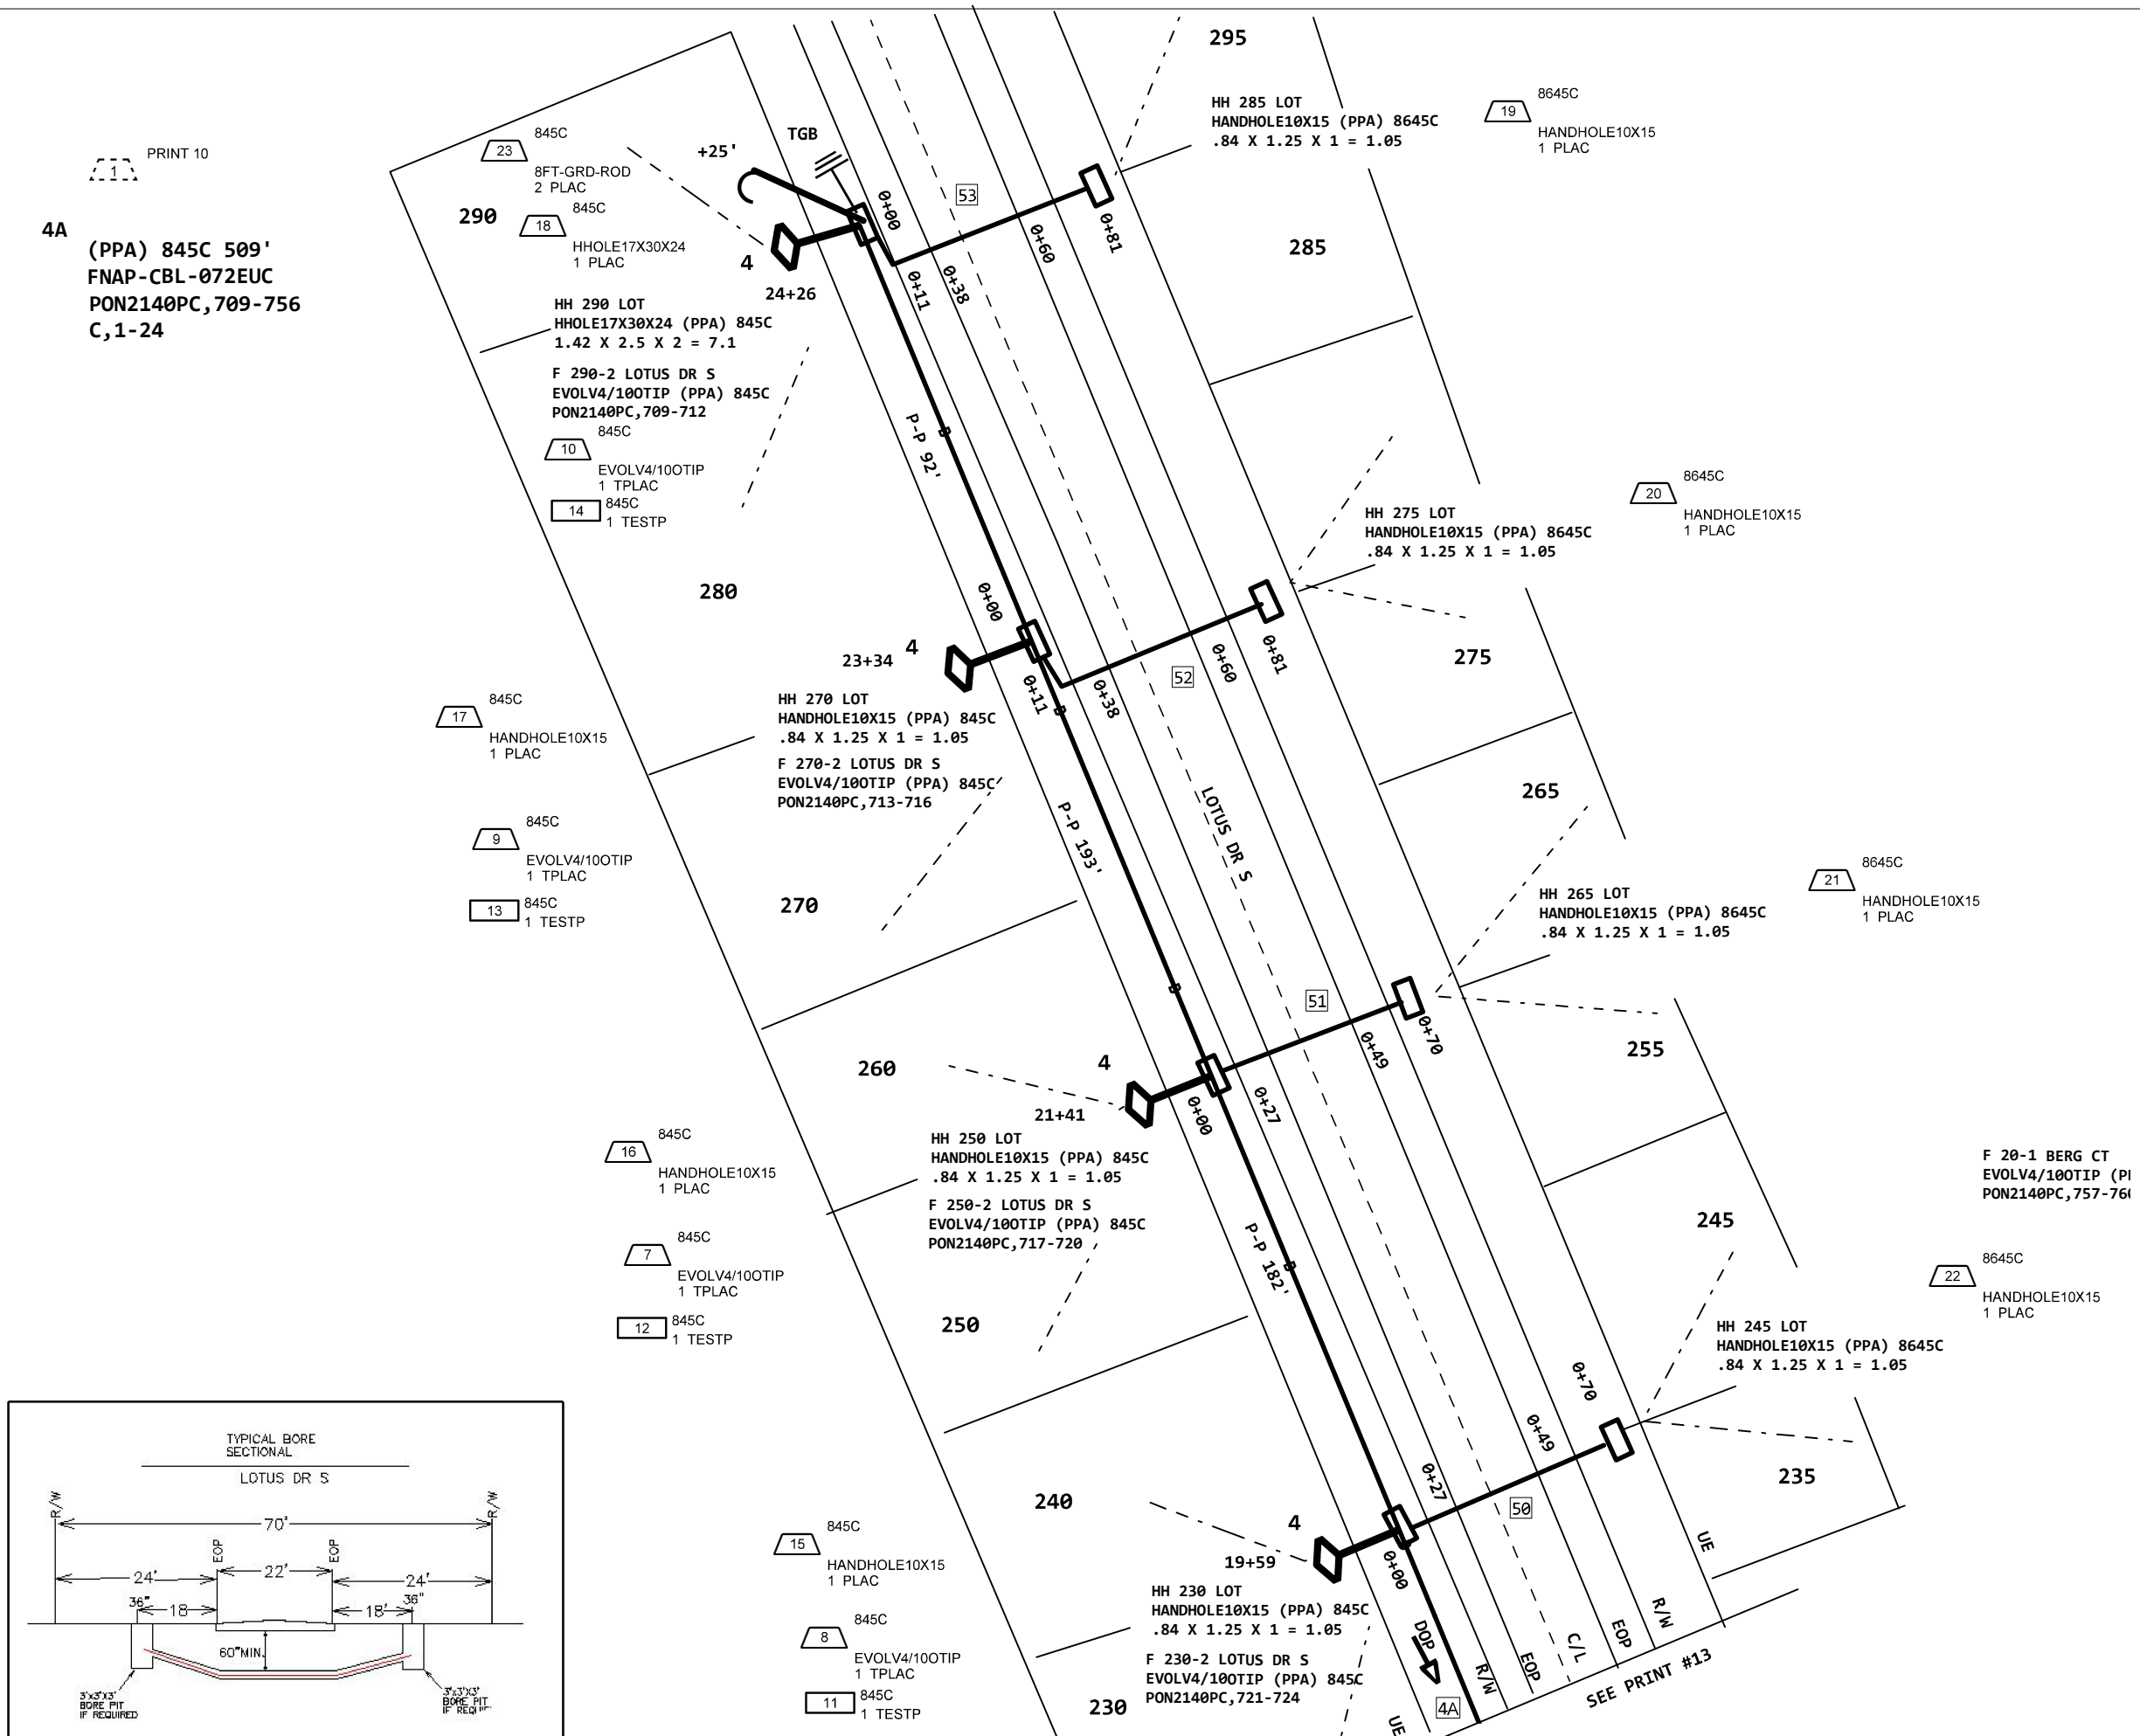 295
HH 285 LOT
HANDHOLE10X15 (PPA) 8645C
.84 X 1.25 X 1 = 1.05
19
8645C
HANDHOLE10X15
1 PLAC
1
PRINT 10
4A
(PPA) 845C 509'
FNAP-CBL-072EUC
PON2140PC,709-756
C,1-24
23
845C
8FT-GRD-ROD
2 PLAC
18
845C
HHOLE17X30X24
1 PLAC
290
TGB
+25'
4
24+26
0+00
0+11
0+38
53
0+60
0+81
285
HH 290 LOT
HHOLE17X30X24 (PPA) 845C
1.42 X 2.5 X 2 = 7.1
F 290-2 LOTUS DR S
EVOLV4/10OTIP (PPA) 845C
PON2140PC,709-712
10
845C
EVOLV4/10OTIP
1 TPLAC
14
845C
1 TESTP
P-P 92'
B
HH 275 LOT
HANDHOLE10X15 (PPA) 8645C
.84 X 1.25 X 1 = 1.05
20
8645C
HANDHOLE10X15
1 PLAC
280
0+00
4
23+34
0+11
B
0+38
52
0+60
0+81
275
17
845C
HANDHOLE10X15
1 PLAC
HH 270 LOT
HANDHOLE10X15 (PPA) 845C
.84 X 1.25 X 1 = 1.05
F 270-2 LOTUS DR S
EVOLV4/10OTIP (PPA) 845C
PON2140PC,713-716
9
845C
EVOLV4/10OTIP
1 TPLAC
13
845C
1 TESTP
270
P-P 193'
LOTUS DR S
265
HH 265 LOT
HANDHOLE10X15 (PPA) 8645C
.84 X 1.25 X 1 = 1.05
21
8645C
HANDHOLE10X15
1 PLAC
B
51
260
4
21+41
0+00
0+27
0+49
0+70
255
16
845C
HANDHOLE10X15
1 PLAC
HH 250 LOT
HANDHOLE10X15 (PPA) 845C
.84 X 1.25 X 1 = 1.05
F 250-2 LOTUS DR S
EVOLV4/10OTIP (PPA) 845C
PON2140PC,717-720
7
845C
EVOLV4/10OTIP
1 TPLAC
12
845C
1 TESTP
250
P-P 182'
B
245
F 20-1 BERG CT
EVOLV4/10OTIP
22
8645C
HANDHOLE10X15
1 PLAC
HH 245 LOT
HANDHOLE10X15 (PPA) 8645C
.84 X 1.25 X 1 = 1.05
240
4
19+59
0+00
0+27
50
0+49
0+70
235
15
845C
HANDHOLE10X15
1 PLAC
HH 230 LOT
HANDHOLE10X15 (PPA) 845C
.84 X 1.25 X 1 = 1.05
F 230-2 LOTUS DR S
EVOLV4/10OTIP (PPA) 845C
PON2140PC,721-724
8
845C
EVOLV4/10OTIP
1 TPLAC
11
845C
1 TESTP
230
DOP
4A
UE
R/W
EOP
C/L
EOP
R/W
UE
SEE PRINT #13
TYPICAL BORE
SECTIONAL
LOTUS DR S
R/W
R/W
70'
EOP
EOP
24'
22'
24'
36"
18
18'
36"
60"MIN.
3'x3'x3'
BORE PIT
IF REQUIRED
3'x3'x3'
BORE PIT
IF